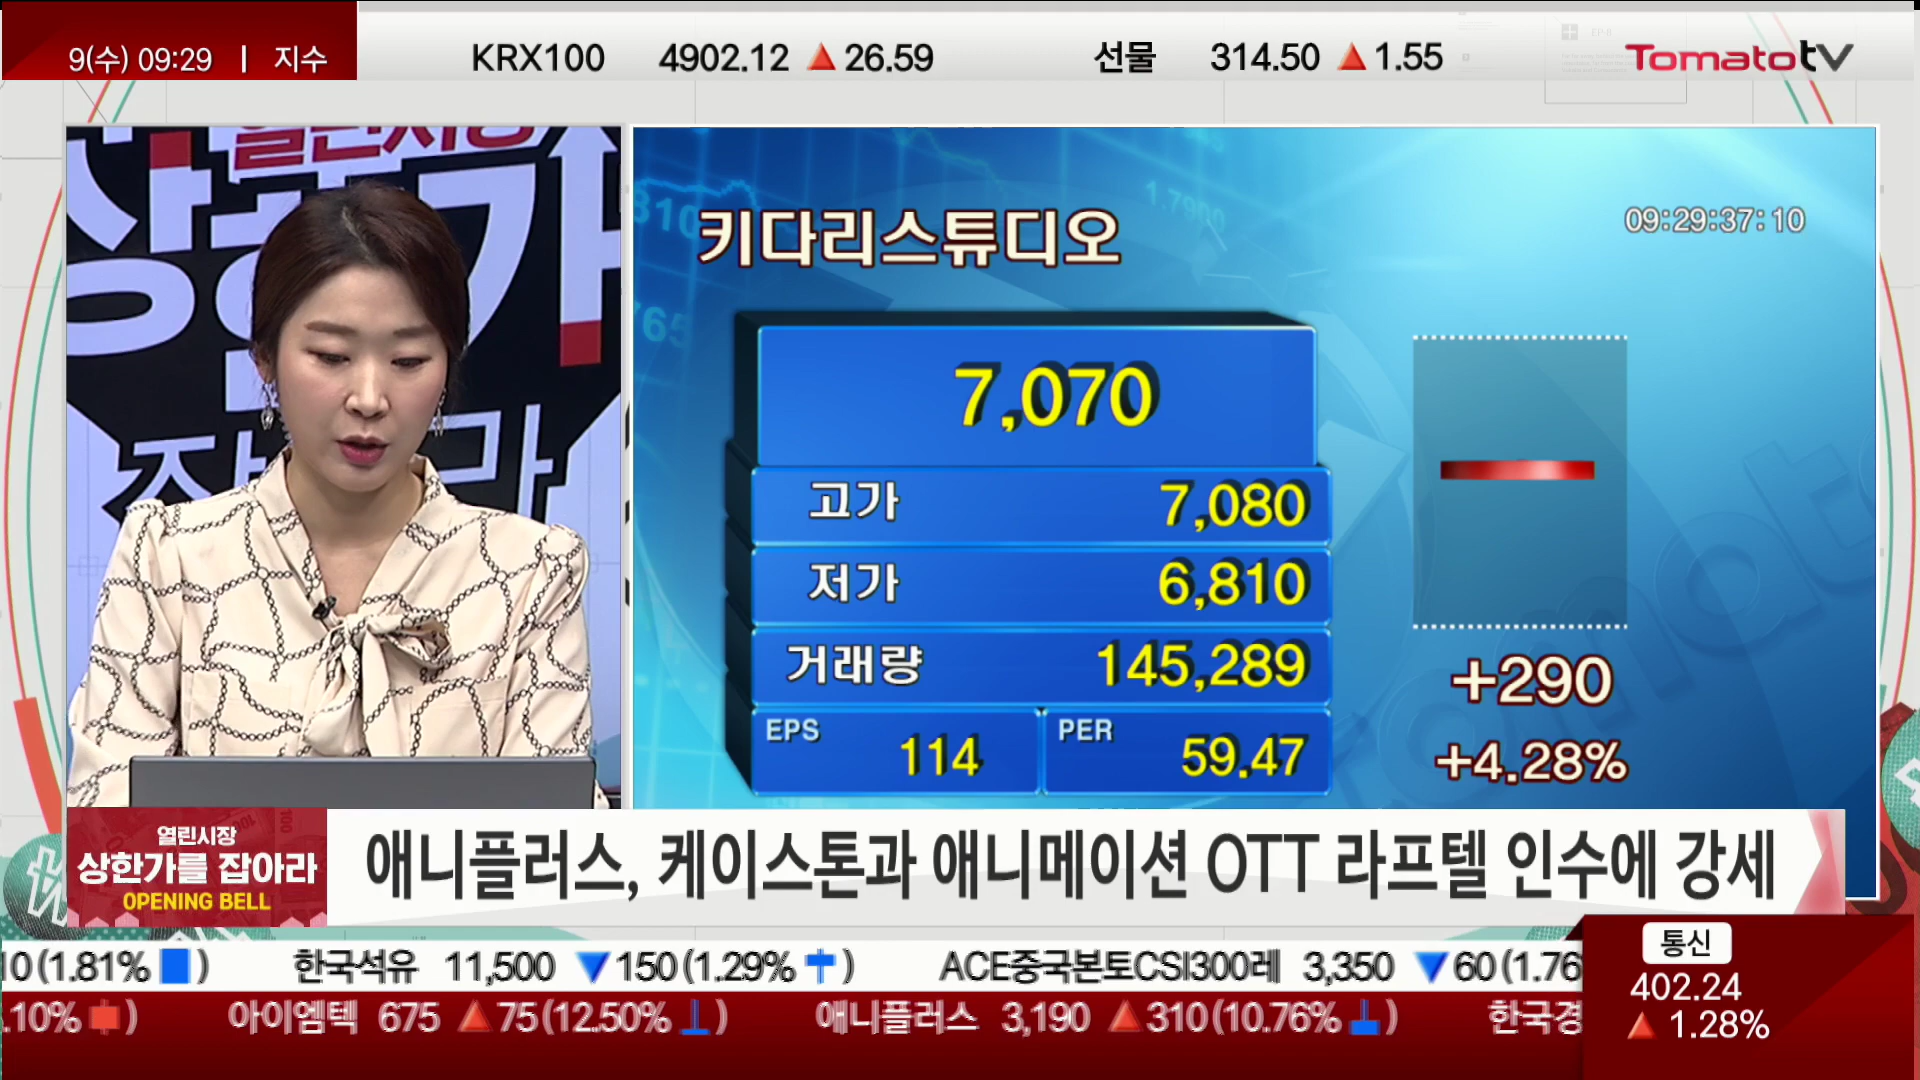 9(수) 09:29 | 지수
KRX100 4902.12 ▲ 26.59 선물 314.50 ▲ 1.55
Tomatotv
키다리스튜디오
09:29:37:10
7,070
고가 7,080
저가 6,810
거래량 145,289
EPS 114 PER 59.47
+290
+4.28%
열린시장
상한가를 잡아라
OPENING BELL
애니플러스, 케이스톤과 애니메이션 OTT 라프텔 인수에 강세
10(1.81% ) 한국석유 11,500 ▼150(1.29% ) ACE중국본토CSI300레 3,350 ▼60(1.76
.10% ) 아이엠텍 675 ▲75(12.50% ) 애니플러스 3,190 ▲310(10.76% ) 한국경
통신
402.24
▲ 1.28%